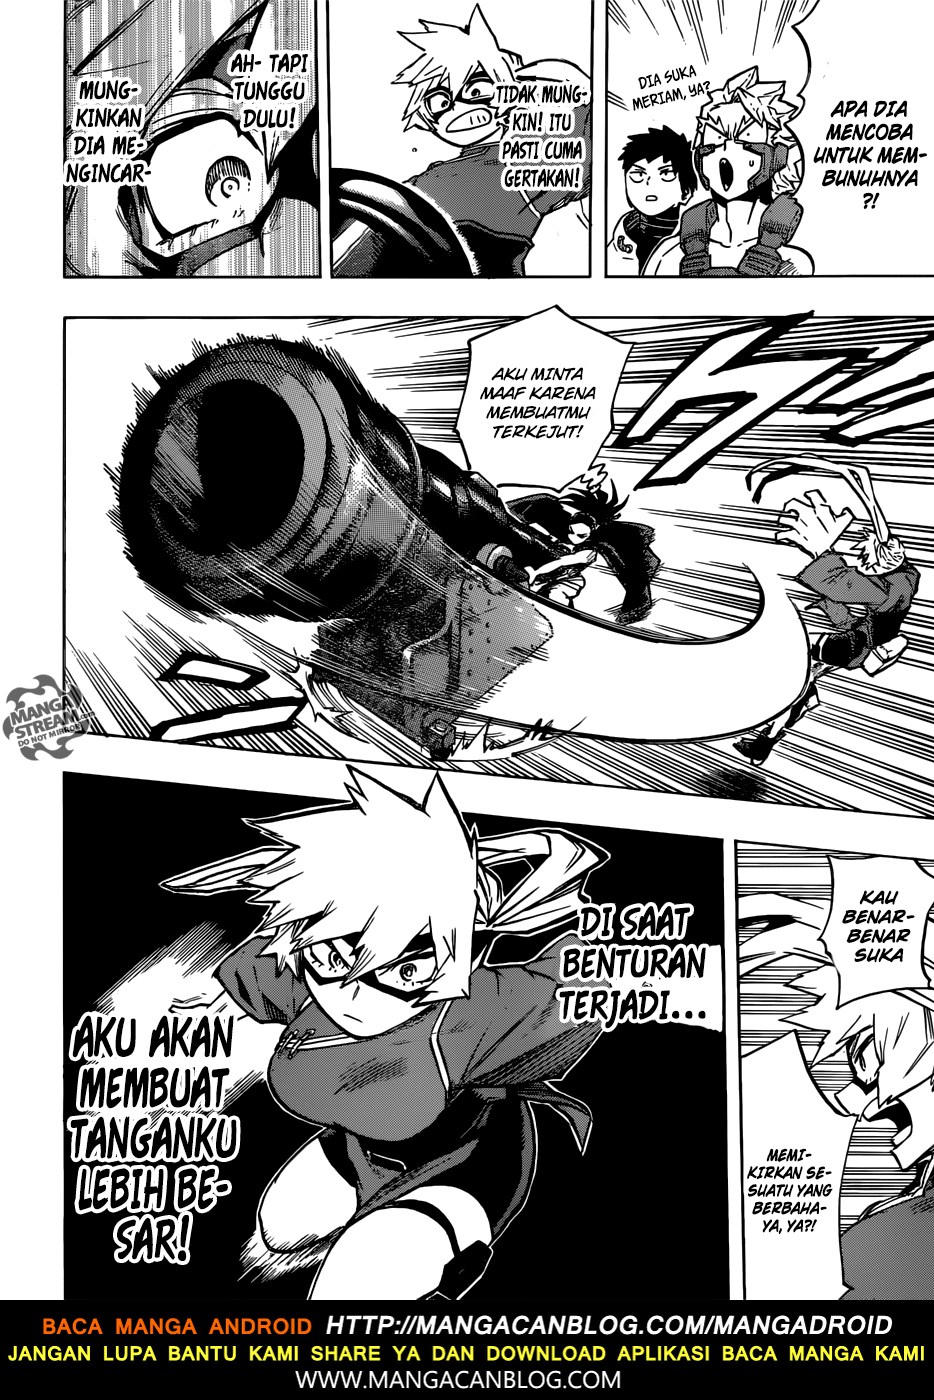 APA DIA
MENCOBA
UNTUK MEM-
BUNUHNYA
?!
DIA SUKA
MERIAM, YA?
TIDAK MUNG-
KIN! ITU
PASTI CUMA
GERTAKAN!
AH- TAPI
TUNGGU
DULU!
MUNG-
KINKAN
DIA ME-
NGINCAR-
AKU MINTA
MAAF KARENA
MEMBUATMU
TERKEJUT!
MANGA
STREAM
DO NOT MIRROR
KAU
BENAR-
BENAR
SUKA
MEMI-
KIRKAN SE-
SUATU YANG
BERBAHA-
YA, YA?!
DI SAAT
BENTURAN
TERJADI...
AKU AKAN
MEMBUAT
TANGANKU
LEBIH BE-
SAR!
BACA MANGA ANDROID HTTP://MANGACANBLOG.COM/MANGADROID
JANGAN LUPA BANTU KAMI SHARE YA DAN DOWNLOAD APLIKASI BACA MANGA KAMI
WWW.MANGACANBLOG.COM